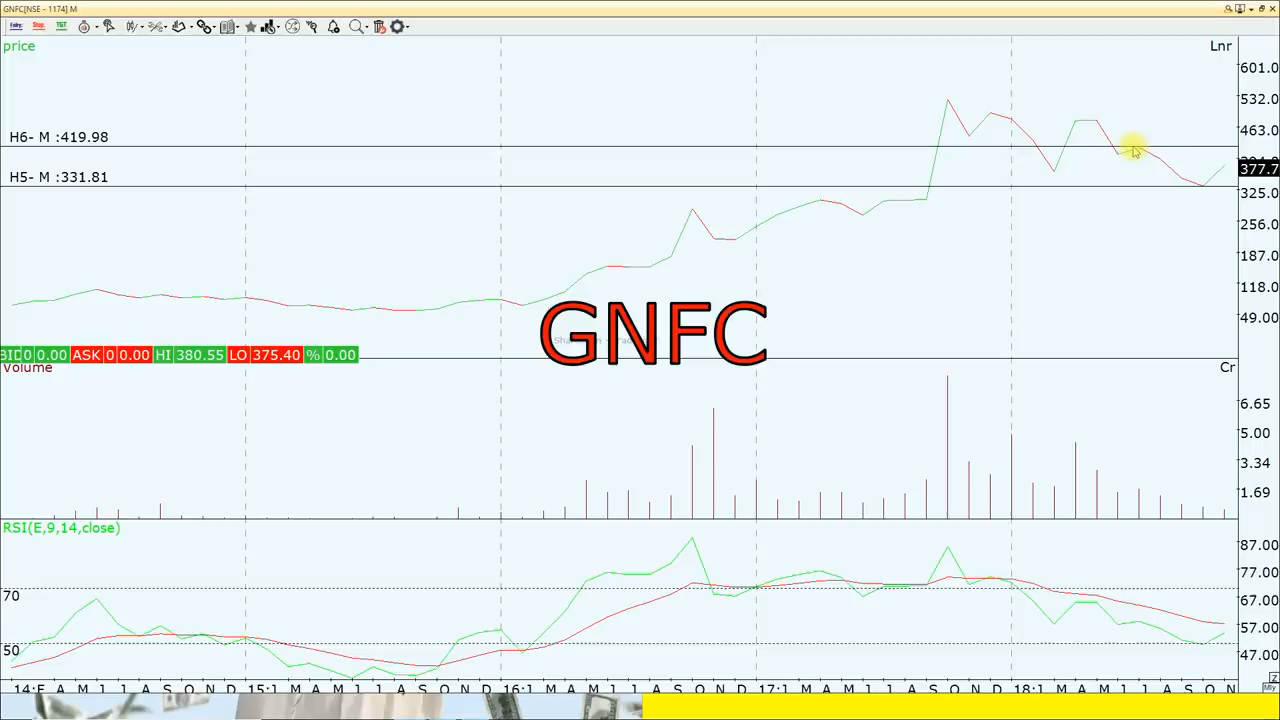 GNFC[NSE - 1174] M
Entry Stop TGT
price
Lnr
601.0
532.0
H6- M :419.98
463.0
377.7
H5- M :331.81
325.0
256.0
187.0
118.0
GNFC
49.00
BID 0 0.00 ASK 0 0.00 HI 380.55 LO 375.40 % 0.00
Volume
Cr
6.65
5.00
3.34
1.69
RSI(E,9,14,close)
87.00
77.00
70
67.00
57.00
50
47.00
14:F A M J J A S O N D 15:1 A M J J A S O N D 16:1 A M J J A S O N D 17:1 A M J J A S O N D 18:1 A M J J A S O N
Z
Mly